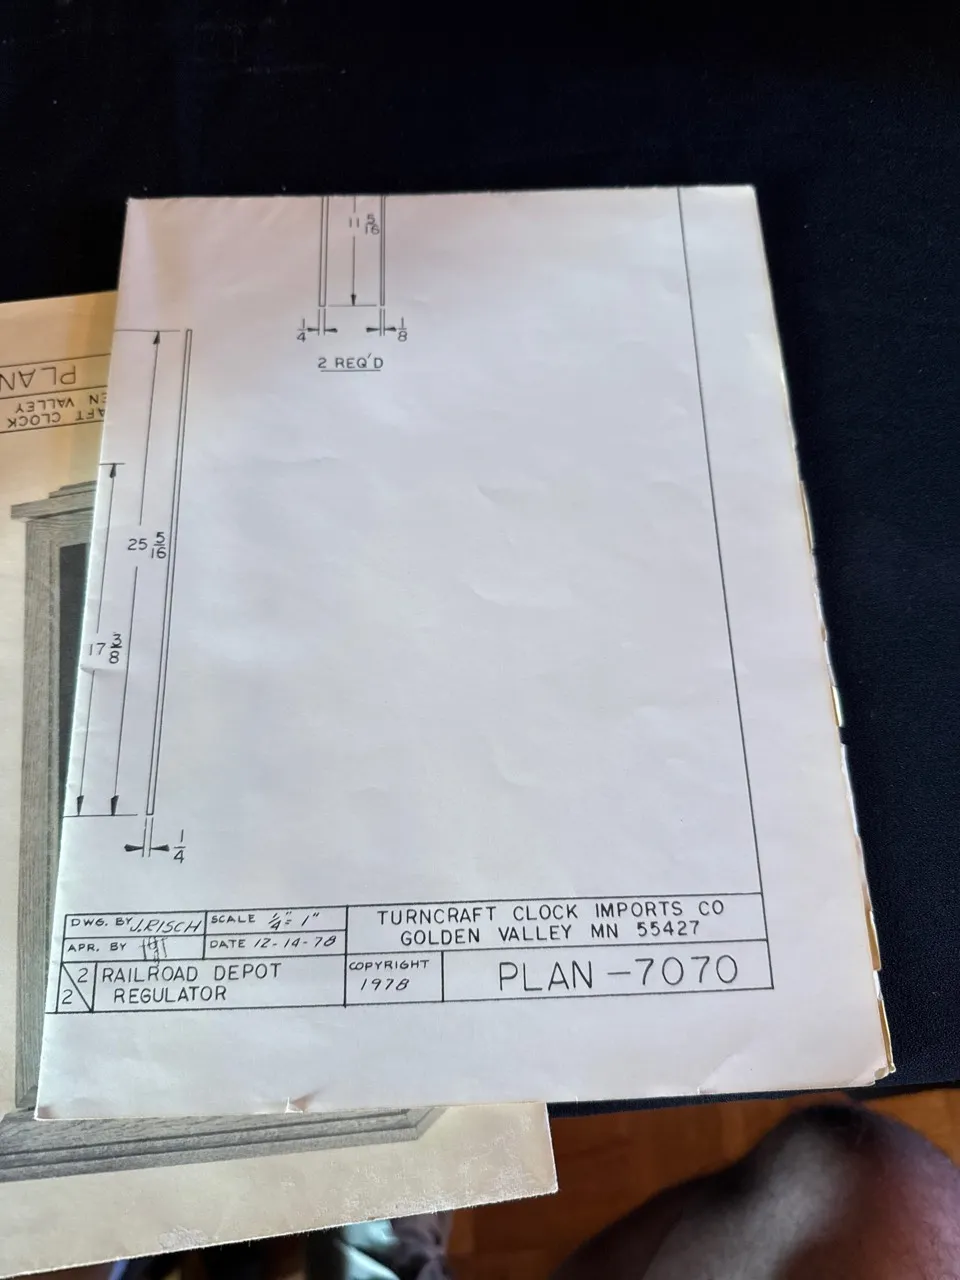 11 5/16
1/4
1/8
2 REQ'D
25 5/16
17 3/8
1/4
DWG. BY J.RISCH
SCALE 1/4" = 1"
APR. BY
DATE 12-14-78
2/2
RAILROAD DEPOT
REGULATOR
COPYRIGHT
1978
TURNCRAFT CLOCK IMPORTS CO
GOLDEN VALLEY MN 55427
PLAN-7070
PLAN
AFT CLOCK
EN VALLEY